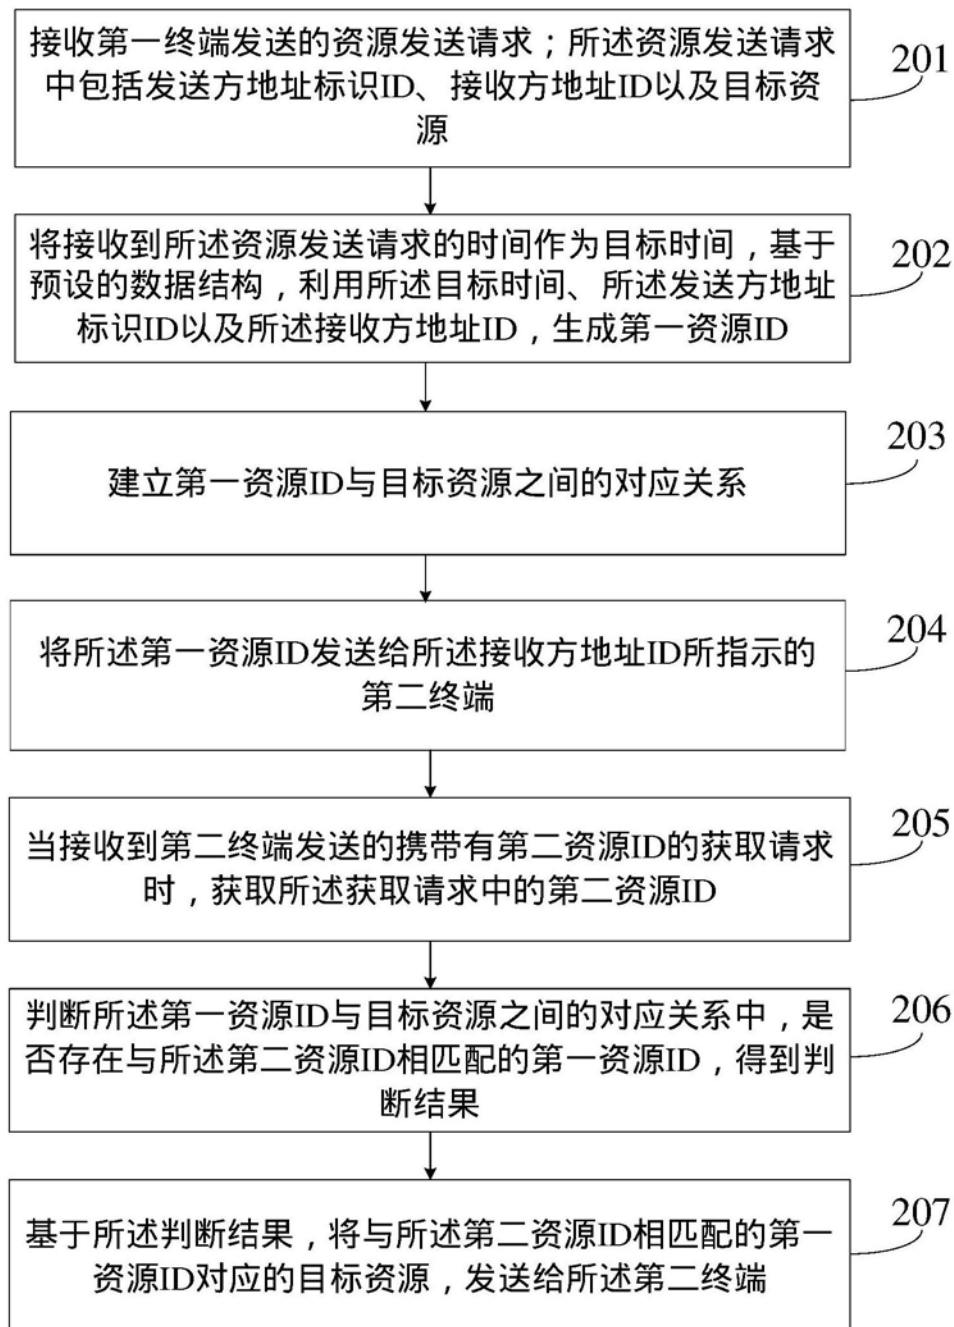 接收第一终端发送的资源发送请求；所述资源发送请求
中包括发送方地址标识ID、接收方地址ID以及目标资
源
201
将接收到所述资源发送请求的时间作为目标时间，基于
预设的数据结构，利用所述目标时间、所述发送方地址
标识ID以及所述接收方地址ID，生成第一资源ID
202
建立第一资源ID与目标资源之间的对应关系
203
将所述第一资源ID发送给所述接收方地址ID所指示的
第二终端
204
当接收到第二终端发送的携带有第二资源ID的获取请求
时，获取所述获取请求中的第二资源ID
205
判断所述第一资源ID与目标资源之间的对应关系中，是
否存在与所述第二资源ID相匹配的第一资源ID，得到判
断结果
206
基于所述判断结果，将与所述第二资源ID相匹配的第一
资源ID对应的目标资源，发送给所述第二终端
207